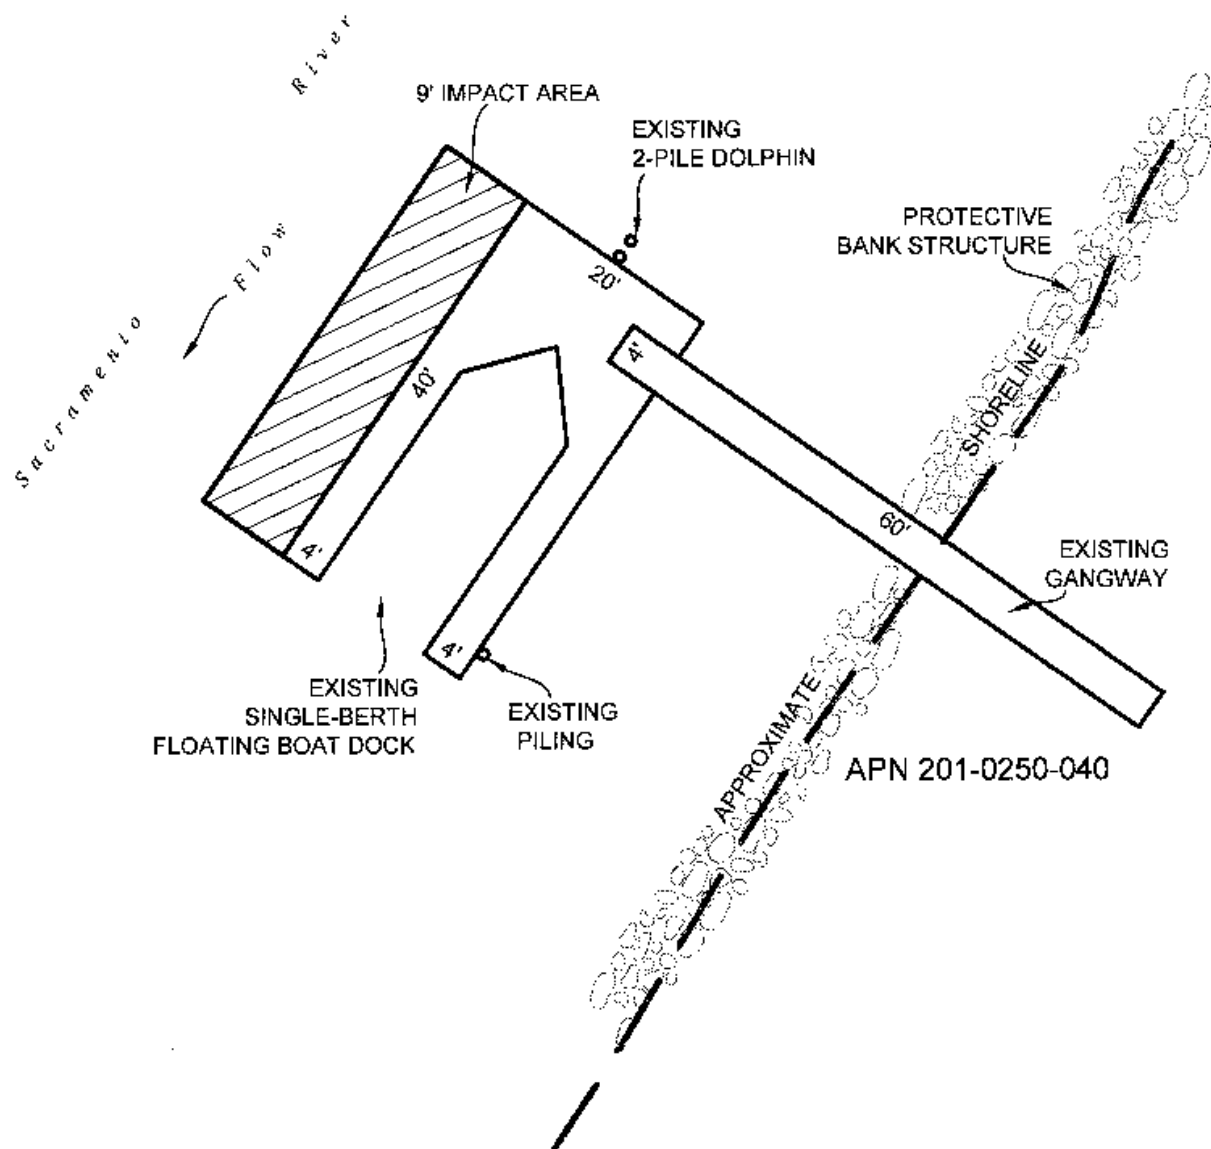 River
9' IMPACT AREA
EXISTING
2-PILE DOLPHIN
PROTECTIVE
BANK STRUCTURE
Flow
20'
4'
Sacramento
40'
SHORELINE
60'
EXISTING
GANGWAY
4'
4'
EXISTING
SINGLE-BERTH
FLOATING BOAT DOCK
EXISTING
PILING
APPROXIMATE
APN 201-0250-040